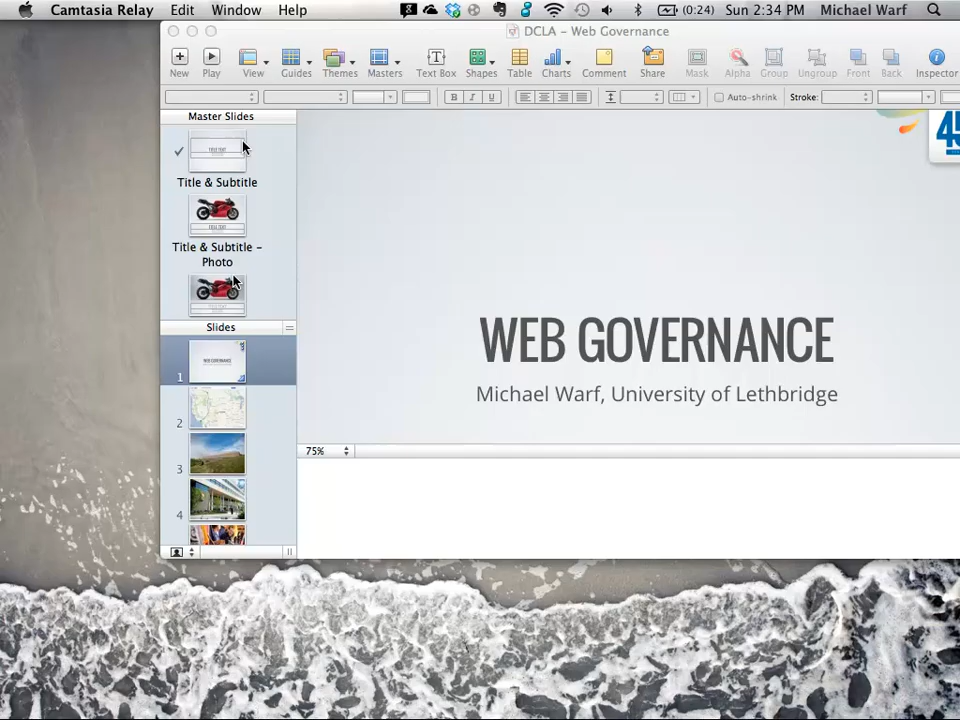 Camtasia Relay Edit Window Help (0:24) Sun 2:34 PM Michael Warf
DCLA – Web Governance
New Play View Guides Themes Masters Text Box Shapes Table Charts Comment Share Mask Alpha Group Ungroup Front Back Inspector
B I U Auto-shrink Stroke:
Master Slides
Title & Subtitle
Title & Subtitle –
Photo
Slides
1
2
3
4
45
WEB GOVERNANCE
Michael Warf, University of Lethbridge
75%